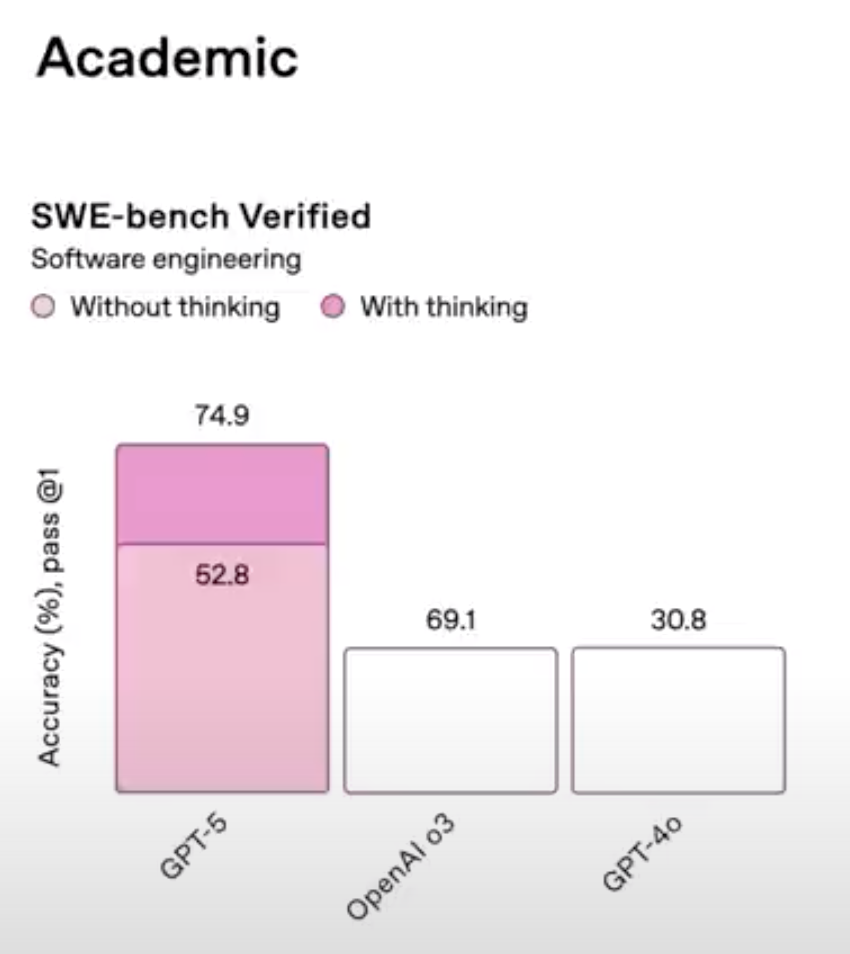 Academic
SWE-bench Verified
Software engineering
Without thinking With thinking
Accuracy (%), pass @1
74.9
52.8
69.1
30.8
GPT-5
OpenAI o3
GPT-4o